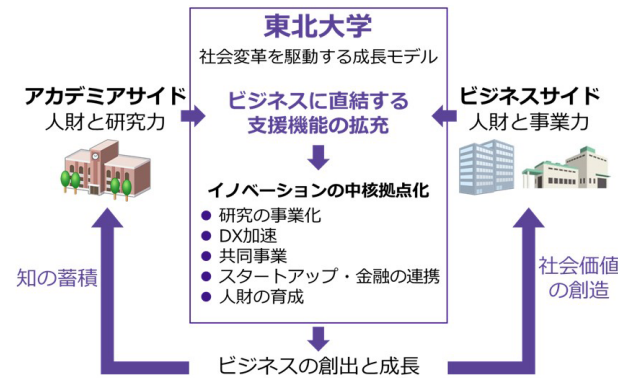 東北大学
社会変革を駆動する成長モデル
アカデミアサイド
人財と研究力
ビジネスに直結する
支援機能の拡充
ビジネスサイド
人財と事業力
イノベーションの中核拠点化
● 研究の事業化
● DX加速
● 共同事業
● スタートアップ・金融の連携
● 人財の育成
知の蓄積
社会価値
の創造
ビジネスの創出と成長